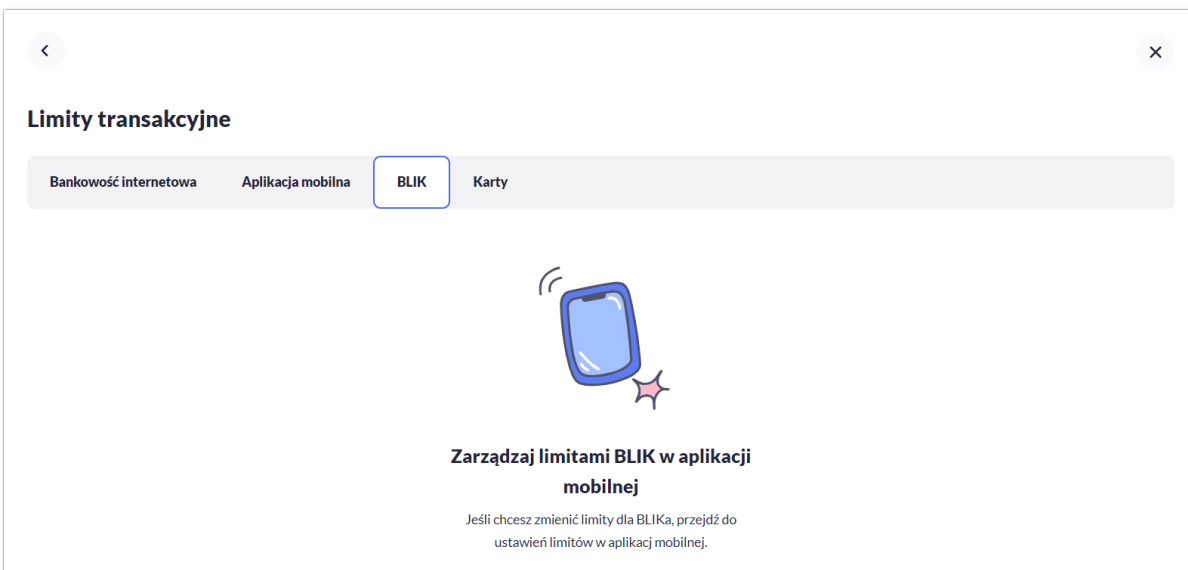 Limity transakcyjne
Bankowość internetowa Aplikacja mobilna BLIK Karty
Zarządzaj limitami BLIK w aplikacji
mobilnej
Jeśli chcesz zmienić limity dla BLIKa, przejdź do
ustawień limitów w aplikacj mobilnej.